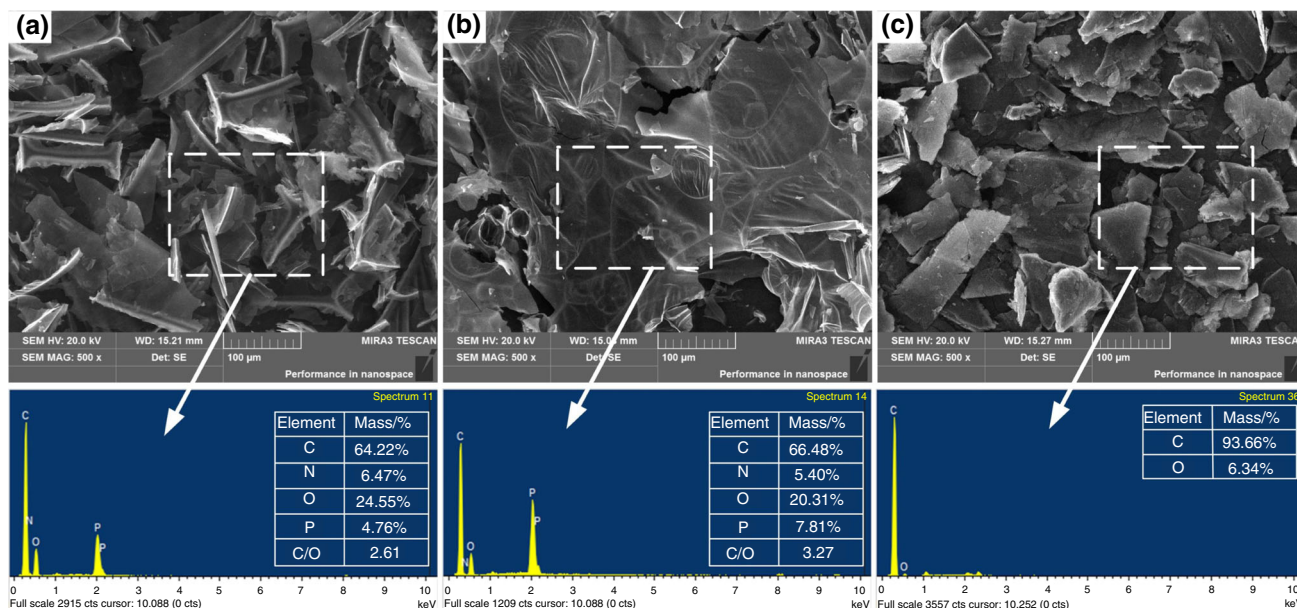 (a)
SEM HV: 20.0 kV WD: 15.21 mm MIRA3 TESCAN
SEM MAG: 500 x Det: SE 100 μm
Performance in nanospace
Spectrum 11
Element Mass/%
C 64.22%
N 6.47%
O 24.55%
P 4.76%
C/O 2.61
C
N
O
P
P
0 1 2 3 4 5 6 7 8 9 10
Full scale 2915 cts cursor: 10.088 (0 cts) keV
(b)
SEM HV: 20.0 kV MIRA3 TESCAN
SEM MAG: 500 x Det: SE 100 μm
Performance in nanospace
Spectrum 14
Element Mass/%
C 66.48%
N 5.40%
O 20.31%
P 7.81%
C/O 3.27
C
N
O
P
P
0 1 2 3 4 5 6 7 8 9 10
Full scale 1209 cts cursor: 10.088 (0 cts) keV
(c)
SEM HV: 20.0 kV WD: 15.27 mm MIRA3 TESCAN
SEM MAG: 500 x Det: SE 100 μm
Performance in nanospace
Spectrum 36
Element Mass/%
C 93.66%
O 6.34%
C
O
0 1 2 3 4 5 6 7 8 9 10
Full scale 3557 cts cursor: 10.252 (0 cts) keV